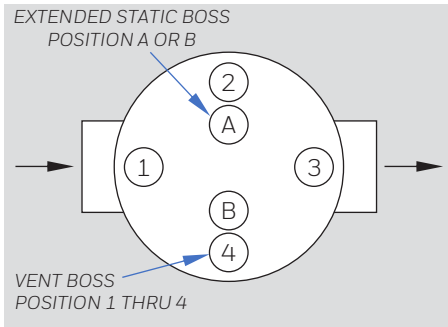 EXTENDED STATIC BOSS
POSITION A OR B
2
A
1
3
B
4
VENT BOSS
POSITION 1 THRU 4